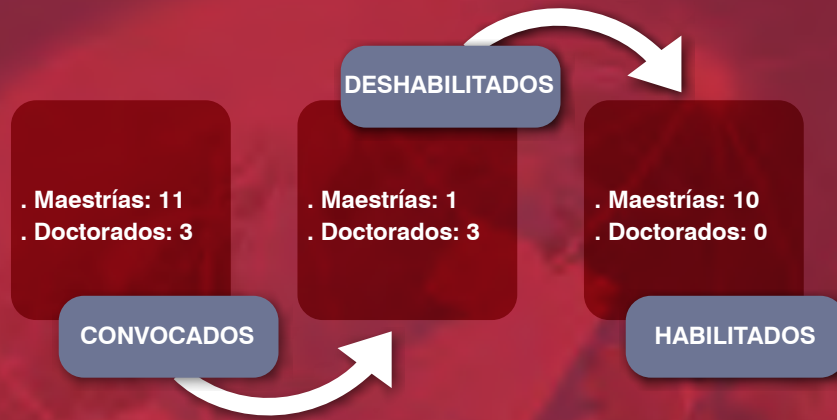 . Maestrías: 11
. Doctorados: 3
CONVOCADOS
DESHABILITADOS
. Maestrías: 1
. Doctorados: 3
. Maestrías: 10
. Doctorados: 0
HABILITADOS